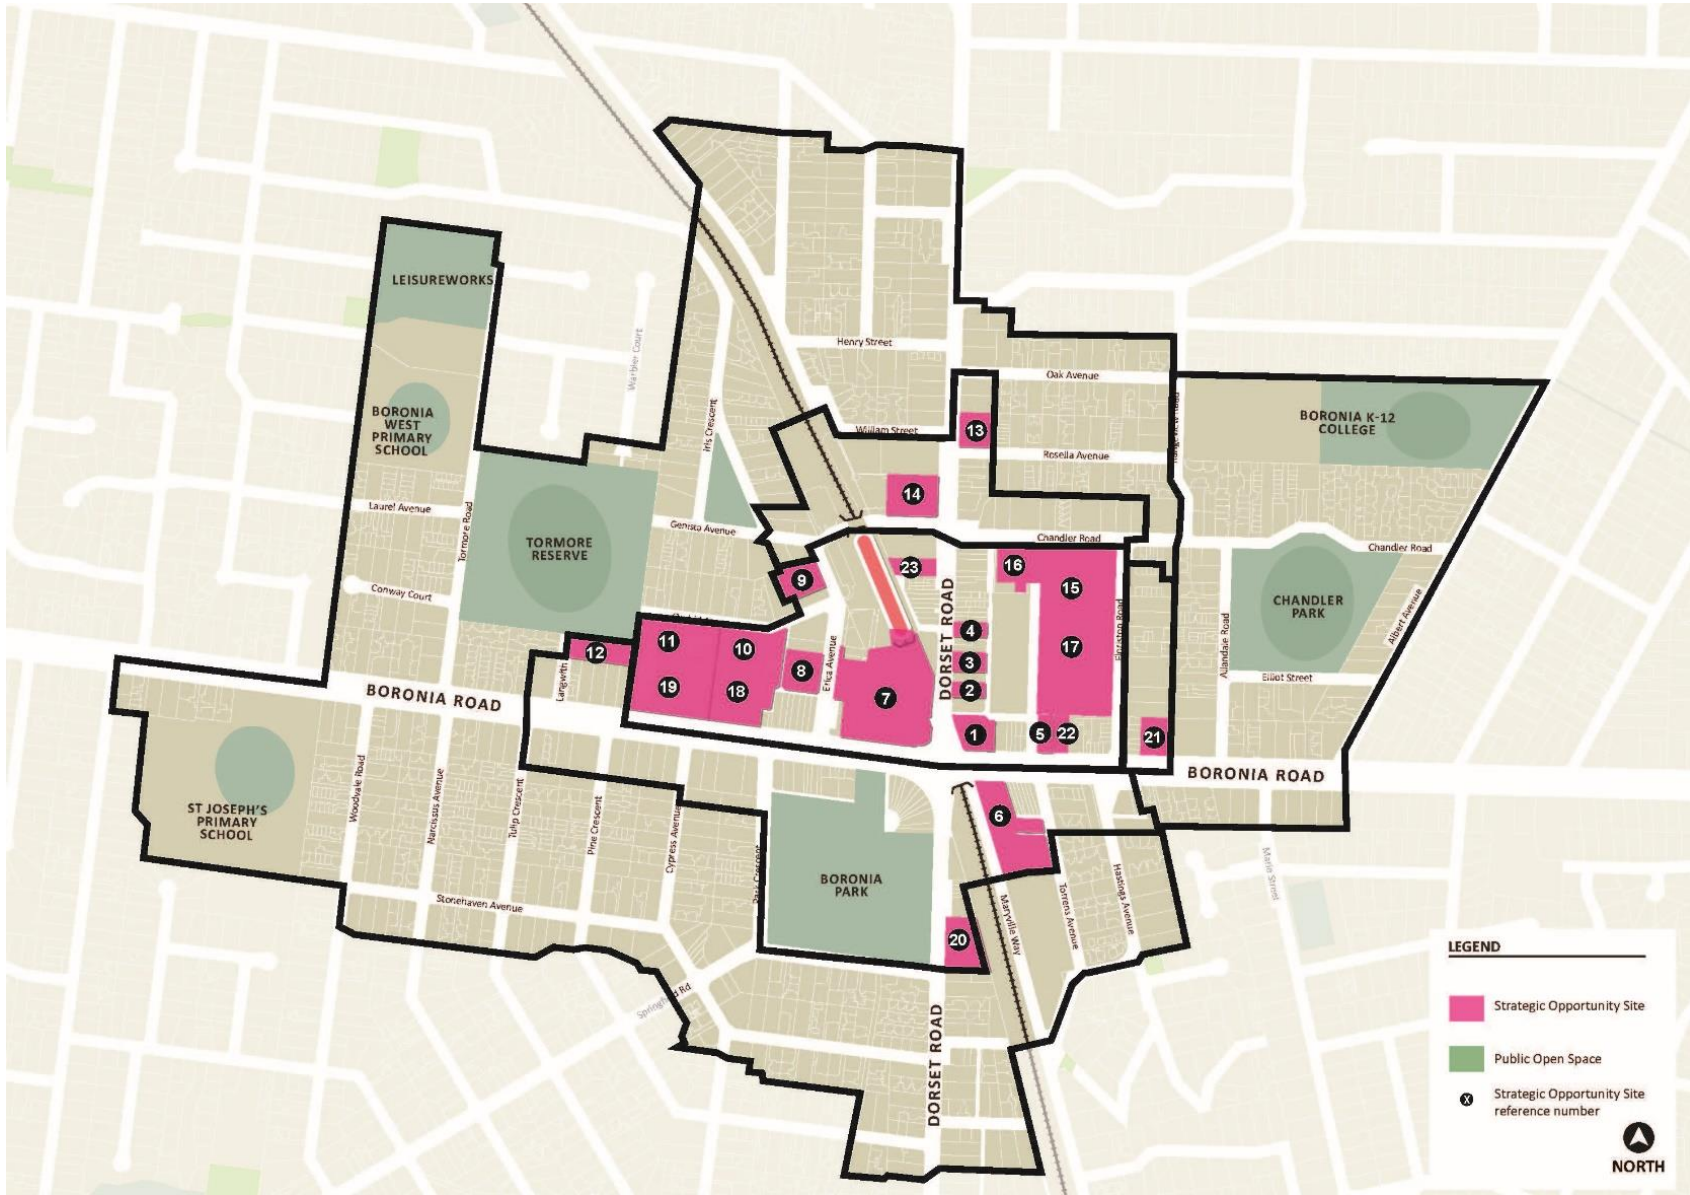 LEISUREWORKS
Warbler Court
Henry Street
Oak Avenue
Iris Crescent
BORONIA
WEST
PRIMARY
SCHOOL
BORONIA K-12
COLLEGE
William Street
13
Rosella Avenue
14
Laurel Avenue
Tormore Road
TORMORE
RESERVE
Genista Avenue
Chandler Road
Chandler Road
23
16
15
9
DORSET ROAD
CHANDLER
PARK
Albert Avenue
Conway Court
4
11
10
12
3
17
8
Erica Avenue
Floriston Road
Allandale Road
Elliot Street
Langwith
19
18
7
2
BORONIA ROAD
1
5
22
21
BORONIA ROAD
ST JOSEPH'S
PRIMARY
SCHOOL
Woodvale Road
Narcissus Avenue
Tulip Crescent
Pine Crescent
Cypress Avenue
Park Crescent
6
BORONIA
PARK
Marie Street
Stonehaven Avenue
20
Maryville Way
Torrens Avenue
Hastings Avenue
Springfield Rd
DORSET ROAD
LEGEND
Strategic Opportunity Site
Public Open Space
X
Strategic Opportunity Site
reference number
NORTH